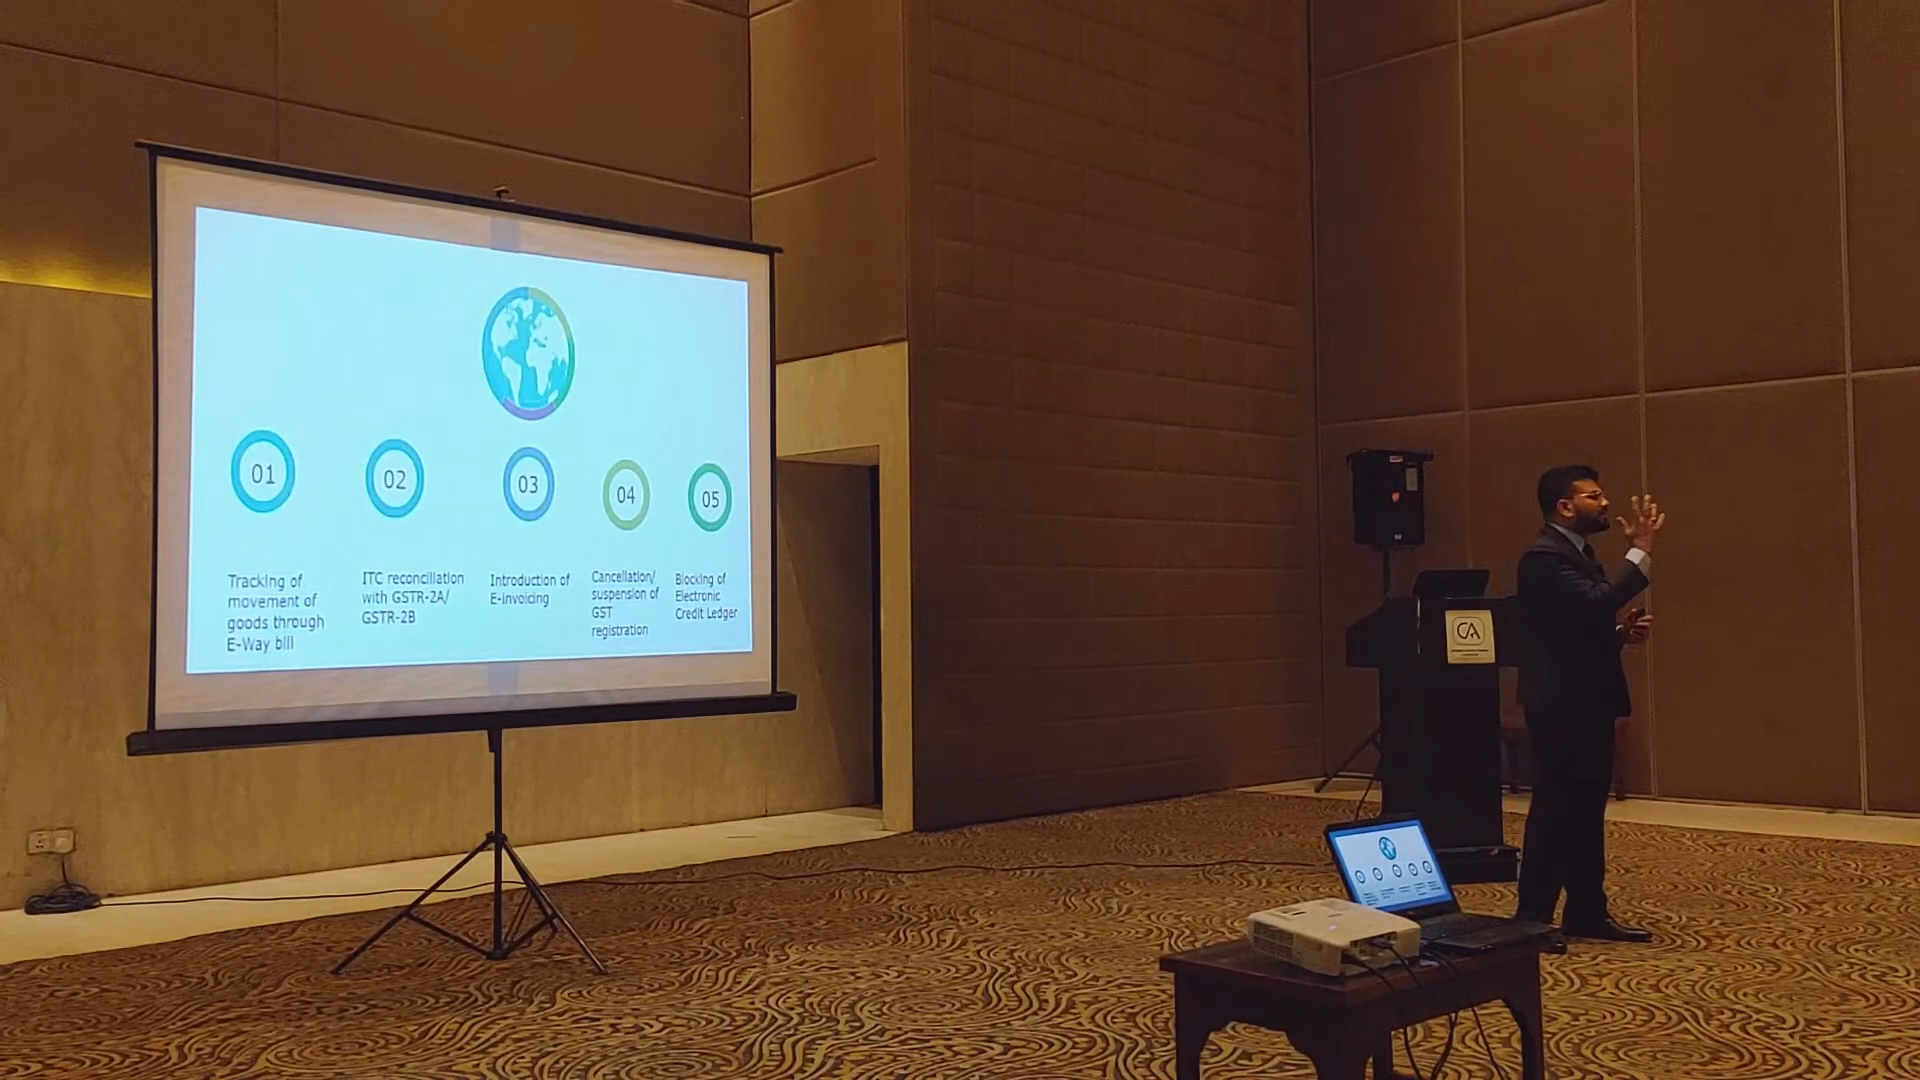 01
02
03
04
05
Tracking of
movement of
goods through
E-Way bill
ITC reconciliation
with GSTR-2A/
GSTR-2B
Introduction of
E-invoicing
Cancellation/
suspension of
GST
registration
Blocking of
Electronic
Credit Ledger
CA